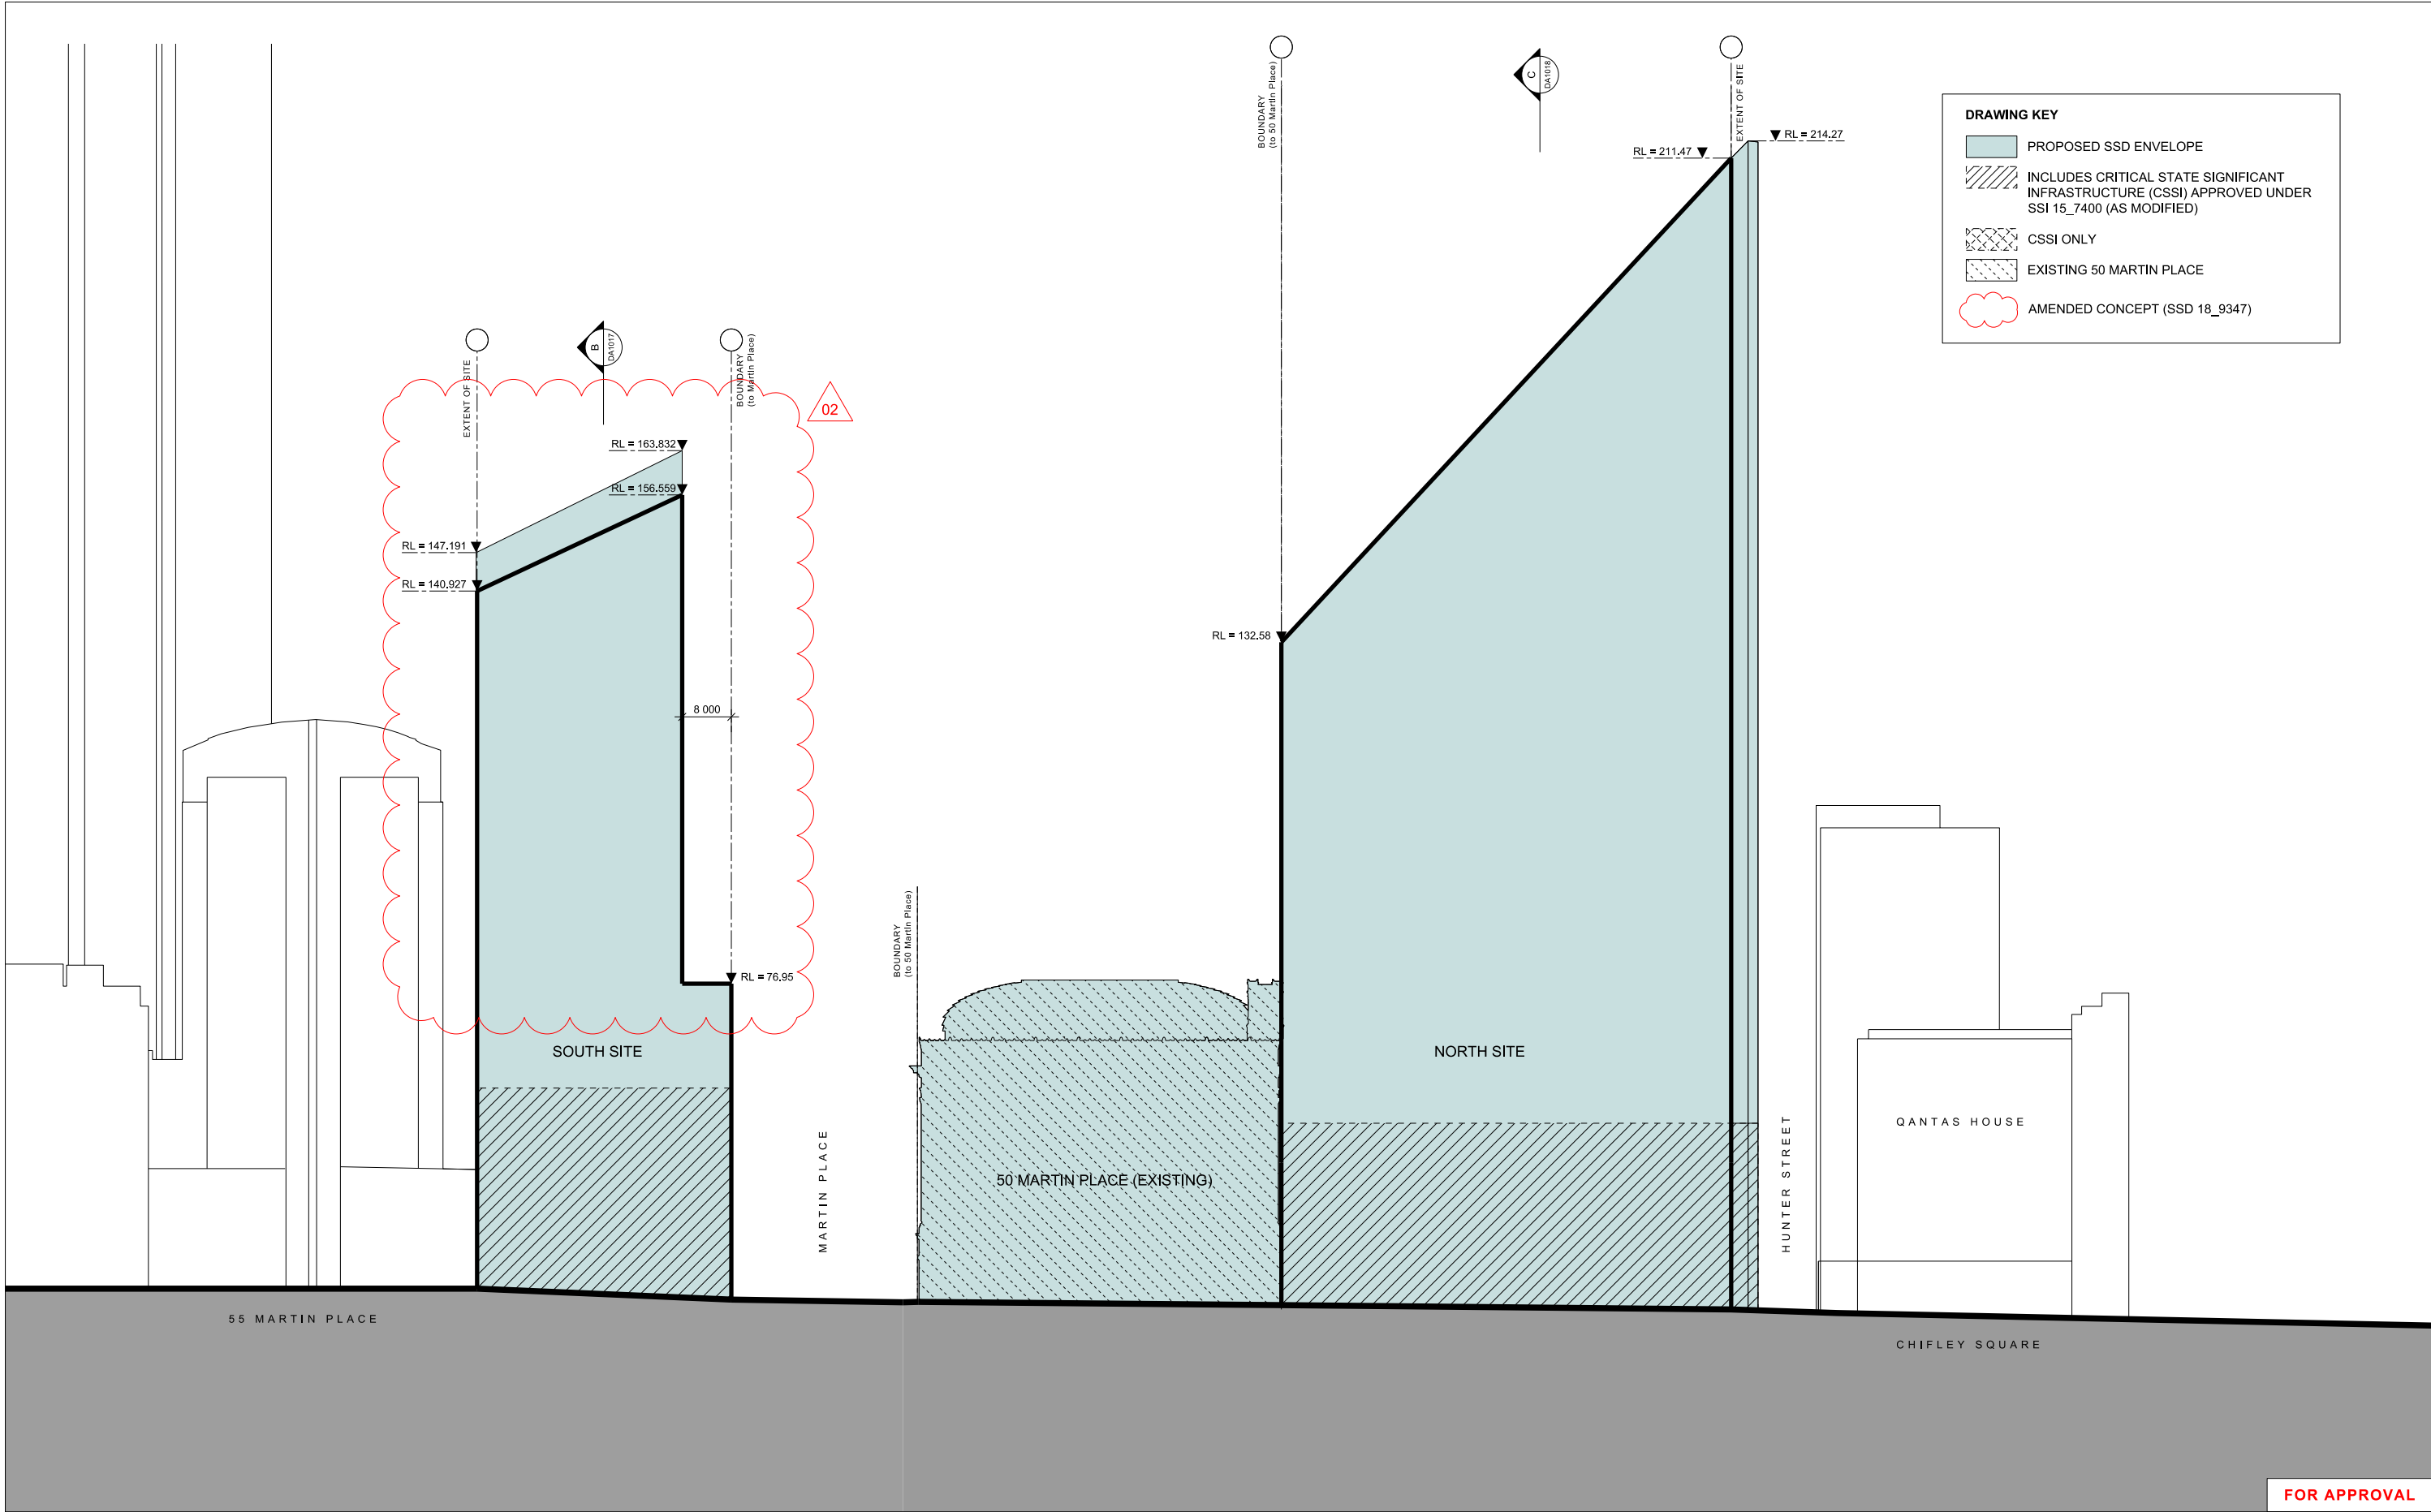 BOUNDARY
(to 50 Martin Place)
C
DA1018
EXTENT OF SITE
RL = 214.27
RL = 211.47
DRAWING KEY
PROPOSED SSD ENVELOPE
INCLUDES CRITICAL STATE SIGNIFICANT
INFRASTRUCTURE (CSSI) APPROVED UNDER
SSI 15_7400 (AS MODIFIED)
CSSI ONLY
EXISTING 50 MARTIN PLACE
AMENDED CONCEPT (SSD 18_9347)
EXTENT OF SITE
B
DA1017
BOUNDARY
(to Martin Place)
02
RL = 163.832
RL = 156.559
RL = 147.191
RL = 140.927
RL = 132.58
8 000
RL = 76.95
BOUNDARY
(to 50 Martin Place)
SOUTH SITE
NORTH SITE
MARTIN PLACE
50 MARTIN PLACE (EXISTING)
HUNTER STREET
QANTAS HOUSE
55 MARTIN PLACE
CHIFLEY SQUARE
FOR APPROVAL